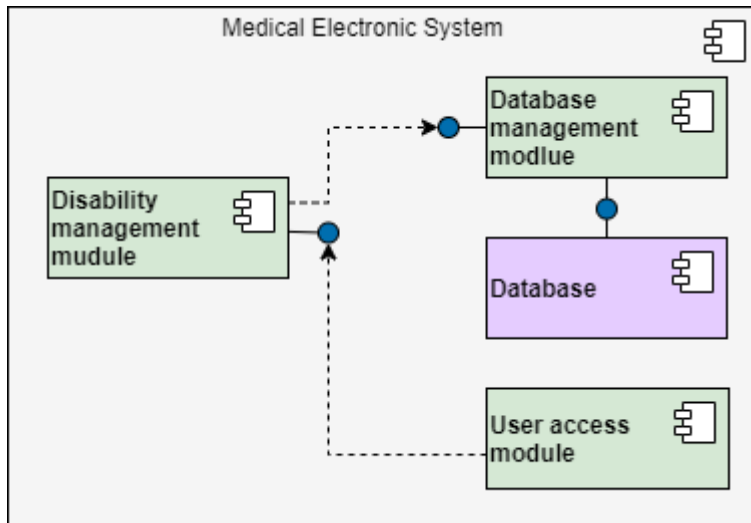 Medical Electronic System
Database
management
modlue
Disability
management
mudule
Database
User access
module